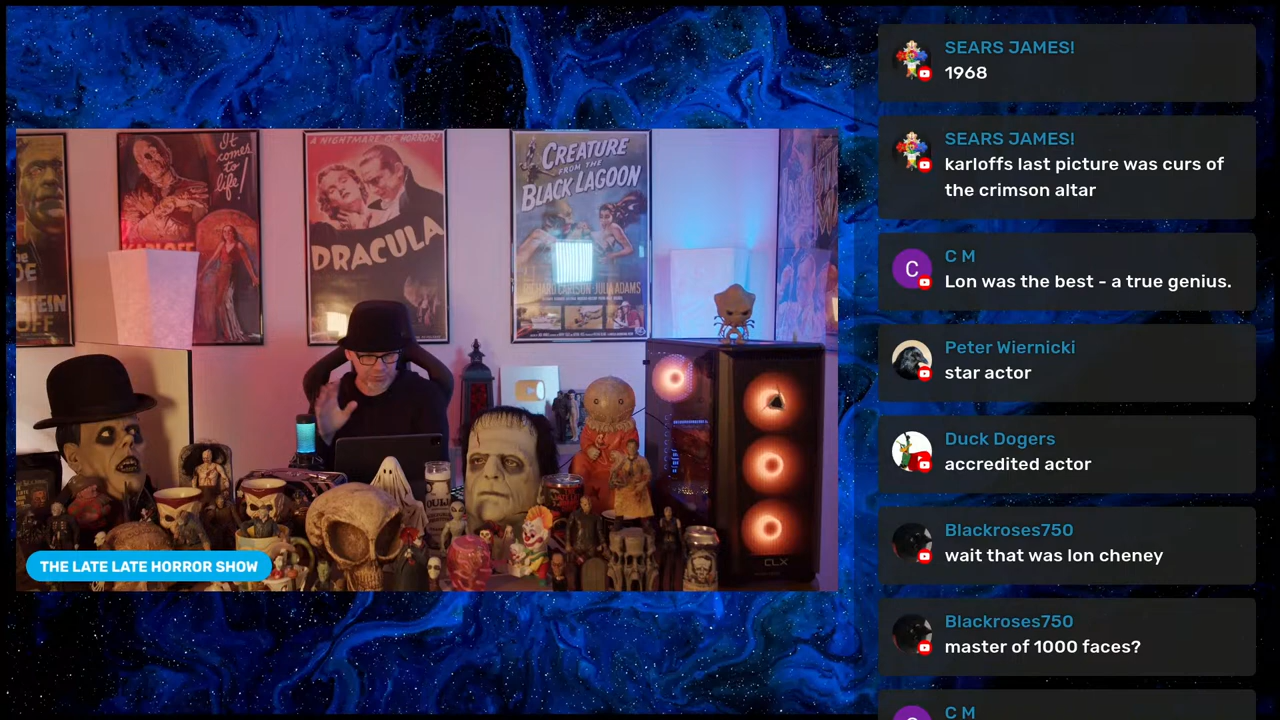 It
comes
to
life!
A NIGHTMARE OF HORROR!
DRACULA
CREATURE
FROM THE
BLACK LAGOON
RICHARD CARLSON · JULIA ADAMS
CLX
THE LATE LATE HORROR SHOW
SEARS JAMES!
1968
SEARS JAMES!
karloffs last picture was curs of
the crimson altar
C
C M
Lon was the best - a true genius.
Peter Wiernicki
star actor
Duck Dogers
accredited actor
Blackroses750
wait that was lon cheney
Blackroses750
master of 1000 faces?
C M